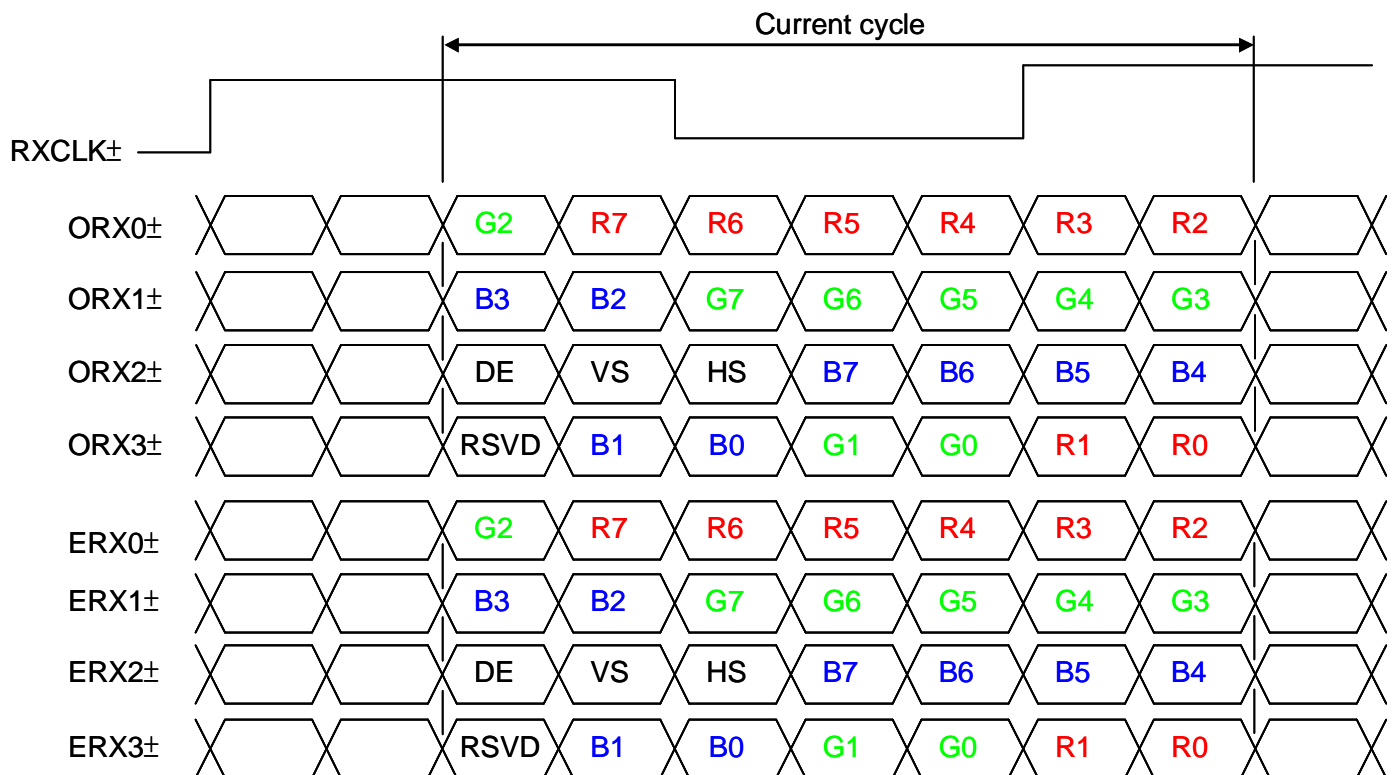 Current cycle
RXCLK±
ORX0± G2 R7 R6 R5 R4 R3 R2
ORX1± B3 B2 G7 G6 G5 G4 G3
ORX2± DE VS HS B7 B6 B5 B4
ORX3± RSVD B1 B0 G1 G0 R1 R0
ERX0± G2 R7 R6 R5 R4 R3 R2
ERX1± B3 B2 G7 G6 G5 G4 G3
ERX2± DE VS HS B7 B6 B5 B4
ERX3± RSVD B1 B0 G1 G0 R1 R0